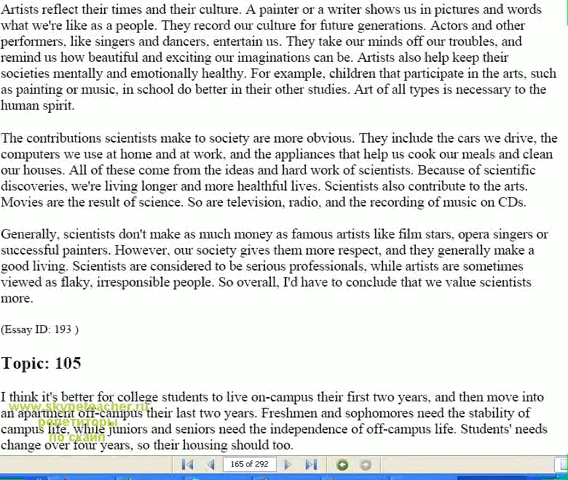 Artists reflect their times and their culture. A painter or a writer shows us in pictures and words
what we're like as a people. They record our culture for future generations. Actors and other
performers, like singers and dancers, entertain us. They take our minds off our troubles, and
remind us how beautiful and exciting our imaginations can be. Artists also help keep their
societies mentally and emotionally healthy. For example, children that participate in the arts, such
as painting or music, in school do better in their other studies. Art of all types is necessary to the
human spirit.
The contributions scientists make to society are more obvious. They include the cars we drive, the
computers we use at home and at work, and the appliances that help us cook our meals and clean
our houses. All of these come from the ideas and hard work of scientists. Because of scientific
discoveries, we're living longer and more healthful lives. Scientists also contribute to the arts.
Movies are the result of science. So are television, radio, and the recording of music on CDs.
Generally, scientists don't make as much money as famous artists like film stars, opera singers or
successful painters. However, our society gives them more respect, and they generally make a
good living. Scientists are considered to be serious professionals, while artists are sometimes
viewed as flaky, irresponsible people. So overall, I'd have to conclude that we value scientists
more.
(Essay ID: 193 )
Topic: 105
I think it's better for college students to live on-campus their first two years, and then move into
an apartment off-campus their last two years. Freshmen and sophomores need the stability of
campus life, while juniors and seniors need the independence of off-campus life. Students' needs
change over four years, so their housing should too.
www.skypeteacher.ru
репетиторы
по скайп
165 of 292